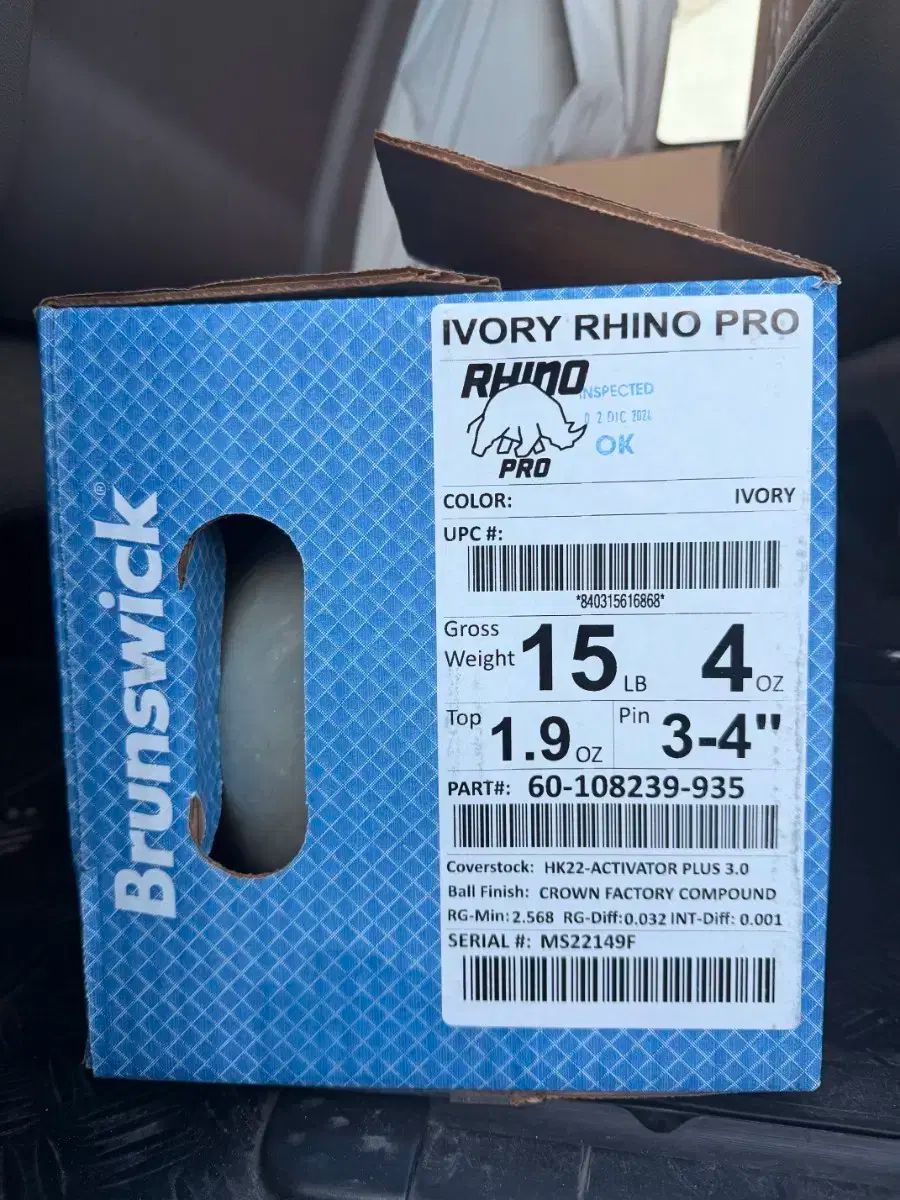 Brunswick®
IVORY RHINO PRO
RHINO
PRO
INSPECTED
0 2 DIC 2024
OK
COLOR: IVORY
UPC #:
*840315616868*
Gross Weight 15 LB 4 OZ
Top 1.9 OZ Pin 3-4"
PART#: 60-108239-935
Coverstock: HK22-ACTIVATOR PLUS 3.0
Ball Finish: CROWN FACTORY COMPOUND
RG-Min: 2.568 RG-Diff: 0.032 INT-Diff: 0.001
SERIAL #: MS22149F